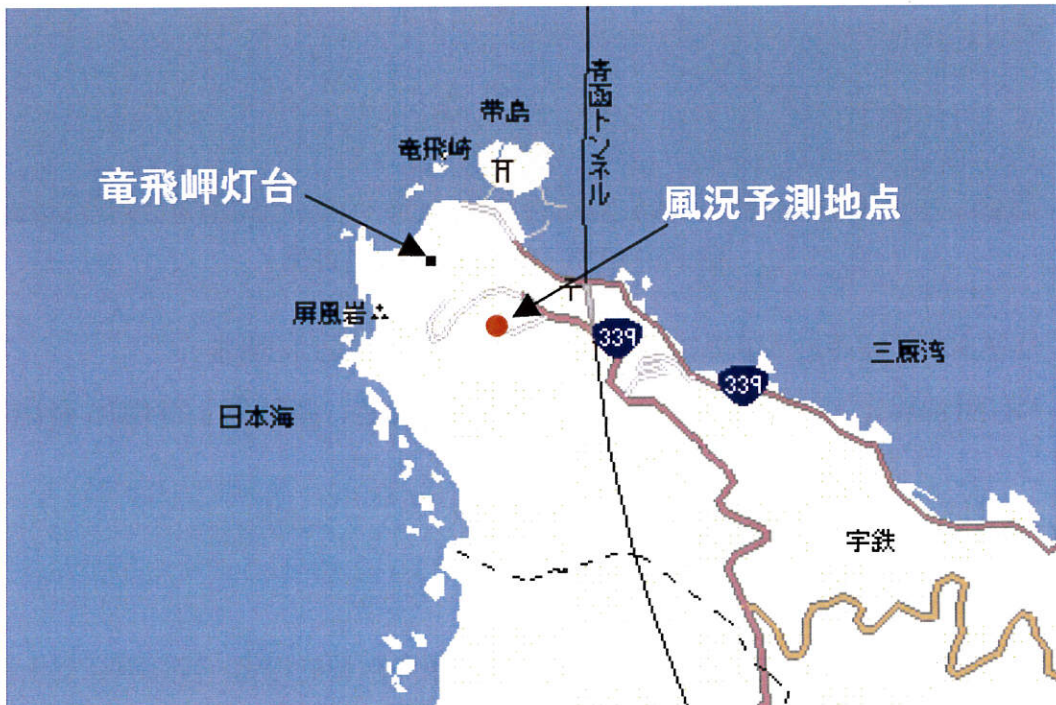 青函トンネル
帯島
竜飛崎
竜飛岬灯台
風況予測地点
屏風岩
339
三厩湾
339
日本海
宇鉄